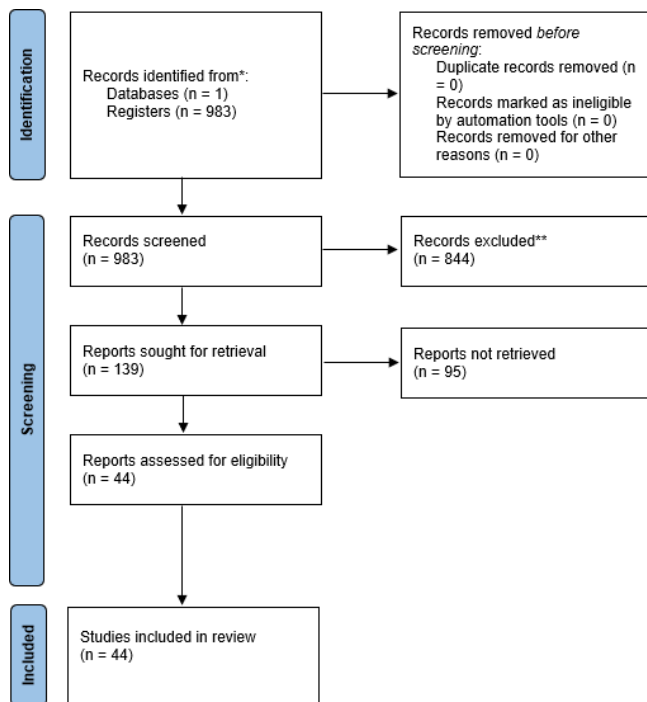 Identification
Records identified from*:
Databases (n = 1)
Registers (n = 983)
Records removed before
screening:
Duplicate records removed (n
= 0)
Records marked as ineligible
by automation tools (n = 0)
Records removed for other
reasons (n = 0)
Screening
Records screened
(n = 983)
Records excluded**
(n = 844)
Reports sought for retrieval
(n = 139)
Reports not retrieved
(n = 95)
Reports assessed for eligibility
(n = 44)
Included
Studies included in review
(n = 44)